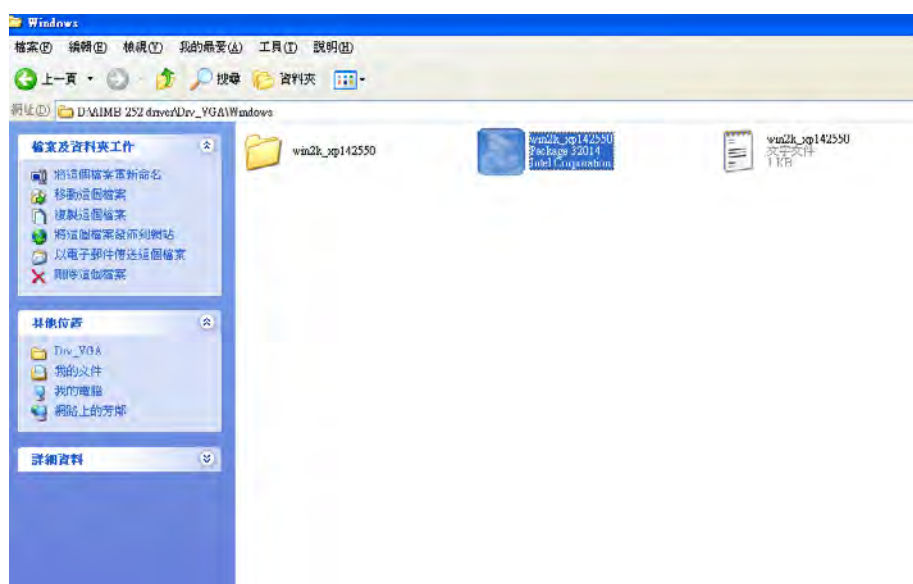 Windows
檔案(F) 編輯(E) 檢視(V) 我的最愛(A) 工具(T) 說明(H)
上一頁 搜尋 資料夾
網址(D) D:\AIMB 252 driver\Drv_VGA\Windows
檔案及資料夾工作
將這個檔案重新命名
移動這個檔案
複製這個檔案
將這個檔案發佈到網站
以電子郵件傳送這個檔案
刪除這個檔案
其他位置
Drv_VGA
我的文件
我的電腦
網路上的芳鄰
詳細資料
win2k_xp142550
win2k_xp142550
Package 32014
Intel Corporation
win2k_xp142550
文字文件
1 KB